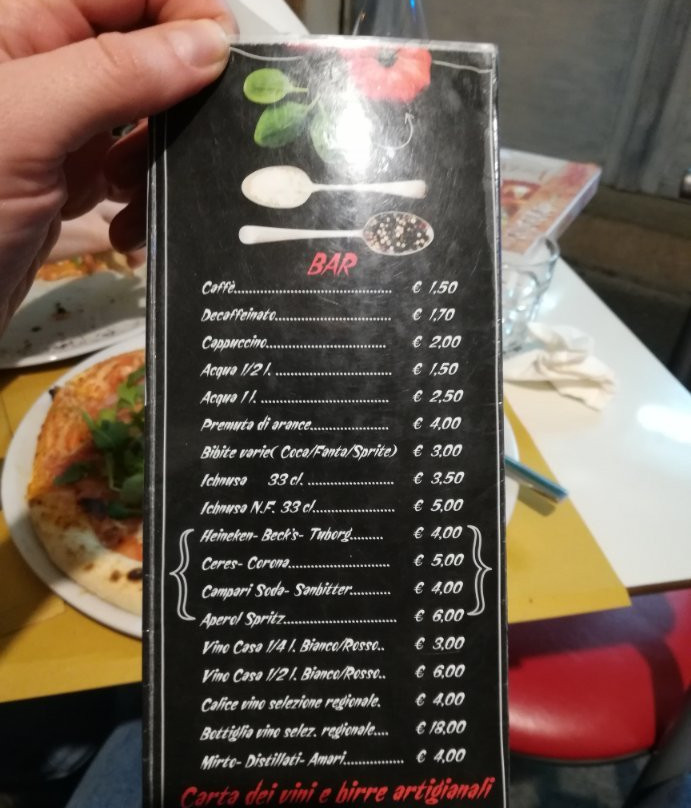 BAR
Caffè........................................ € 1,50
Decaffeinato............................. € 1,70
Cappuccino.............................. € 2,00
Acqua 1/2 l. ............................. € 1,50
Acqua 1 l. ................................ € 2,50
Premuta di arance.................... € 4,00
Bibite varie( Coca/Fanta/Sprite) € 3,00
Ichnusa 33 cl. ...................... € 3,50
Ichnusa N.F. 33 cl.................... € 5,00
Heineken- Beck's- Tuborg........ € 4,00
Ceres- Corona.......................... € 5,00
Campari Soda- Sanbitter.......... € 4,00
Aperol Spritz............................ € 6,00
Vino Casa 1/4 l. Bianco/Rosso.. € 3,00
Vino Casa 1/2 l. Bianco/Rosso.. € 6,00
Calice vino selezione regionale. € 4,00
Bottiglia vino selez. regionale.... € 18,00
Mirto- Distillati- Amari............... € 4,00
Carta dei vini e birre artigianali